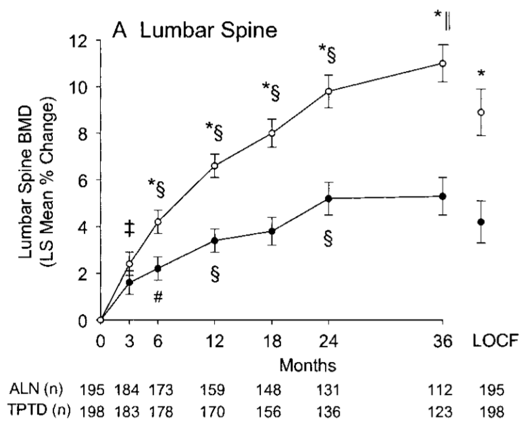 A Lumbar Spine
*||
*
*§
*§
*§
*§
‡
#
§
§
Lumbar Spine BMD
(LS Mean % Change)
12
10
8
6
4
2
0
0 3 6 12 18 24 36 LOCF
Months
ALN (n) 195 184 173 159 148 131 112 195
TPTD (n) 198 183 178 170 156 136 123 198